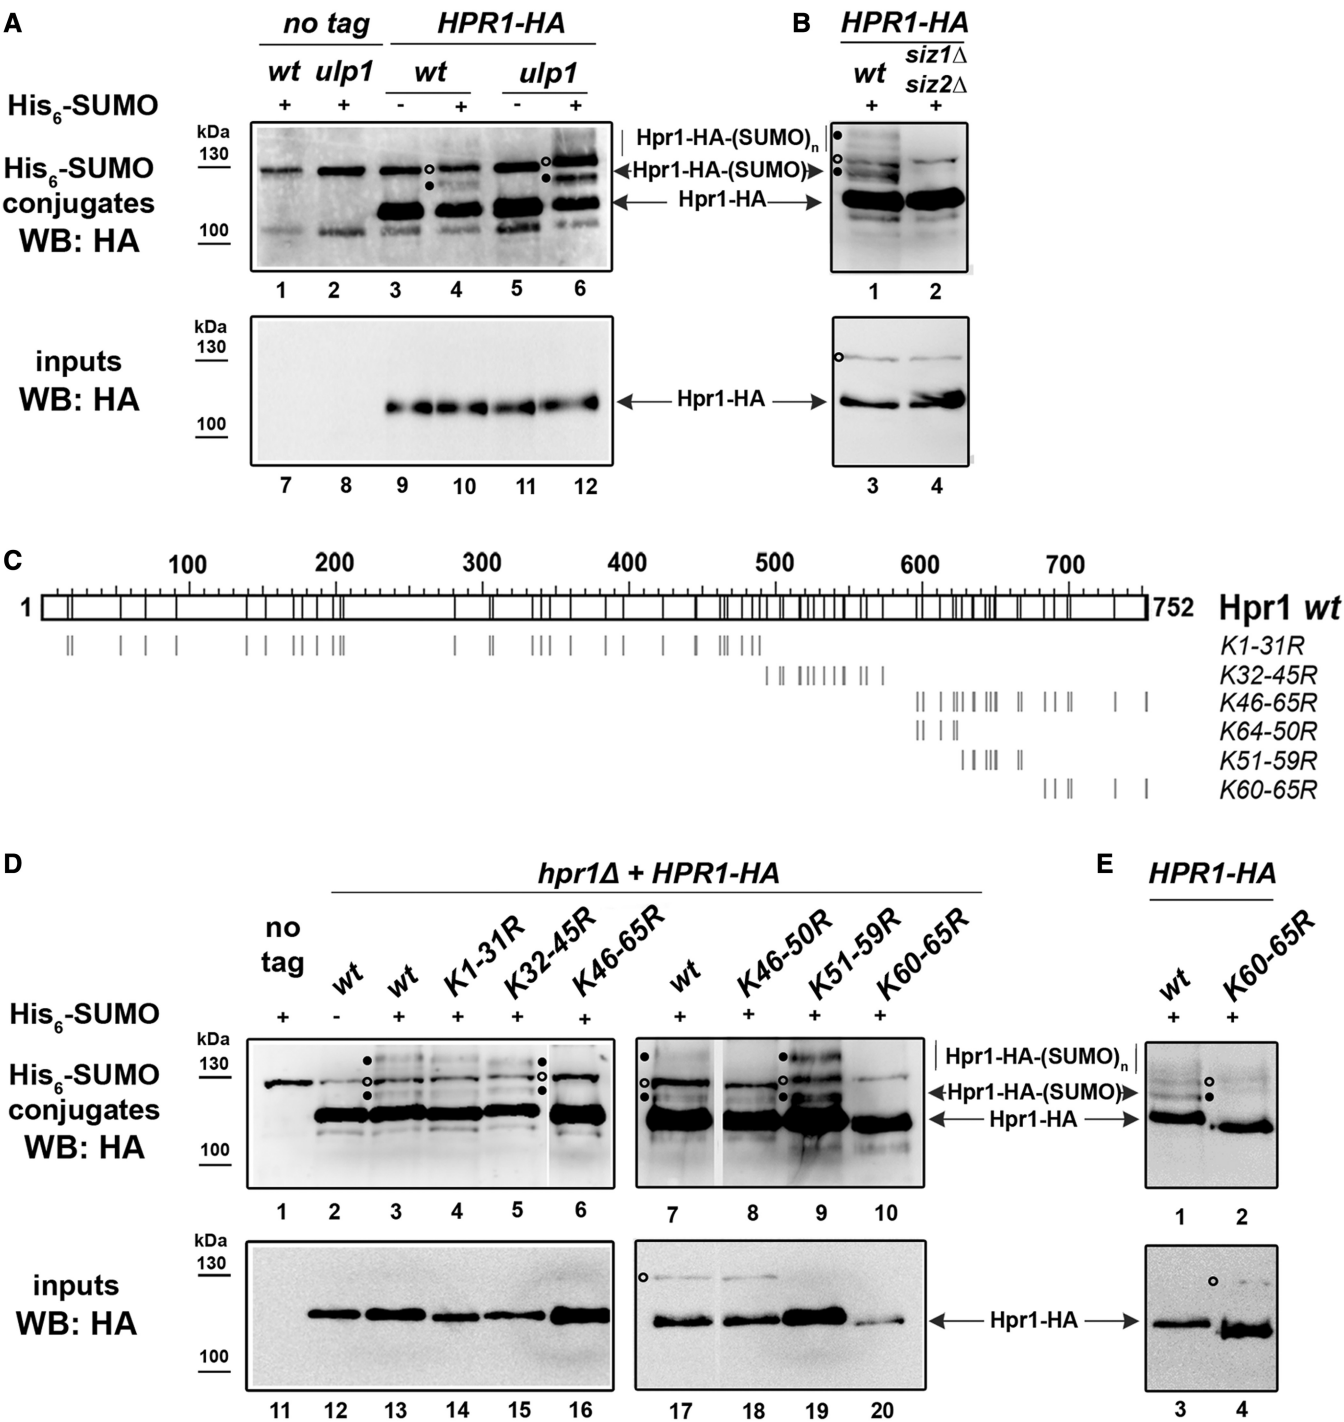 A
no tag
HPR1-HA
wt ulp1 wt ulp1
His6-SUMO + + - + - +
kDa
130
100
His6-SUMO
conjugates
WB: HA
1 2 3 4 5 6
Hpr1-HA-(SUMO)n
Hpr1-HA-(SUMO)
Hpr1-HA
B
HPR1-HA
wt siz1Δ
siz2Δ
+ +
1 2
inputs
WB: HA
kDa
130
100
7 8 9 10 11 12
Hpr1-HA
3 4
C
100 200 300 400 500 600 700
1 752 Hpr1 wt
K1-31R
K32-45R
K46-65R
K64-50R
K51-59R
K60-65R
D
hpr1Δ + HPR1-HA
no
tag
wt wt K1-31R K32-45R K46-65R wt K46-50R K51-59R K60-65R
His6-SUMO + - + + + + + + + +
kDa
130
100
His6-SUMO
conjugates
WB: HA
1 2 3 4 5 6 7 8 9 10
Hpr1-HA-(SUMO)n
Hpr1-HA-(SUMO)
Hpr1-HA
E
HPR1-HA
wt K60-65R
+ +
1 2
inputs
WB: HA
kDa
130
100
11 12 13 14 15 16 17 18 19 20
Hpr1-HA
3 4